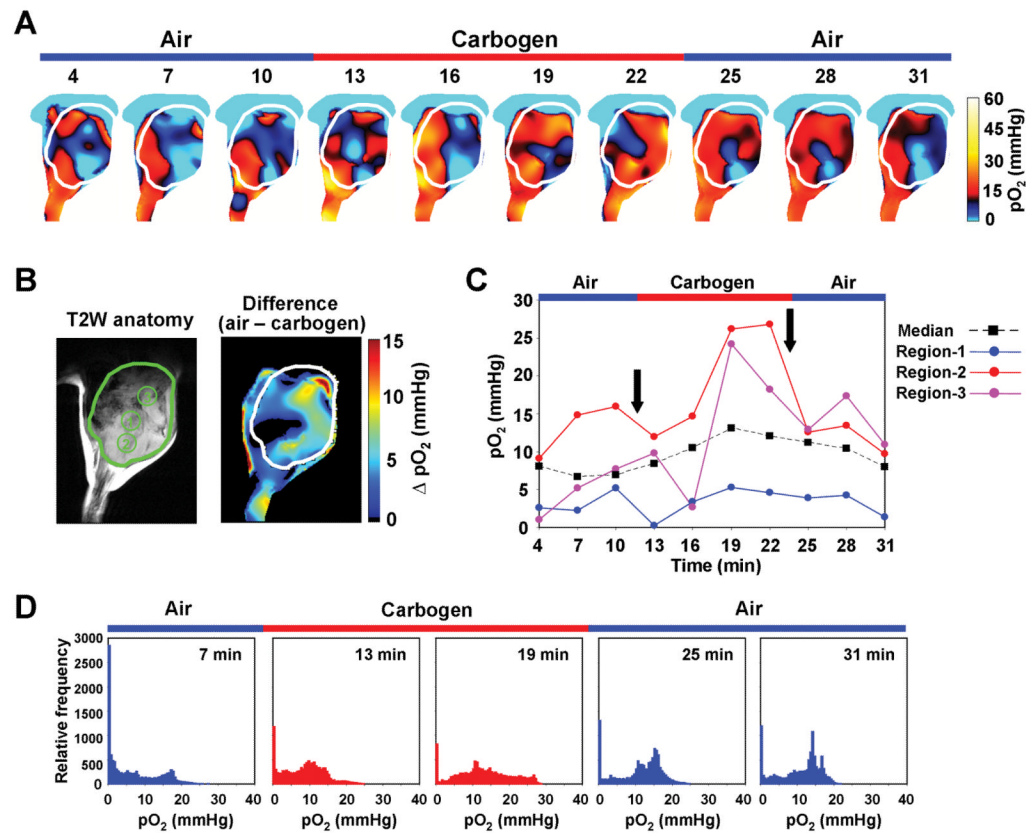 A
Air Carbogen Air
4 7 10 13 16 19 22 25 28 31
60
45
30
15
0
pO2 (mmHg)
B
T2W anatomy
Difference
(air – carbogen)
15
12
9
6
3
0
Δ pO2 (mmHg)
C
Air Carbogen Air
30
25
20
15
10
5
0
pO2 (mmHg)
4 7 10 13 16 19 22 25 28 31
Time (min)
Median
Region-1
Region-2
Region-3
D
Air Carbogen Air
3000
2500
2000
1500
1000
500
0
Relative frequency
7 min 13 min 19 min 25 min 31 min
0 10 20 30 40 0 10 20 30 40 0 10 20 30 40 0 10 20 30 40 0 10 20 30 40
pO2 (mmHg) pO2 (mmHg) pO2 (mmHg) pO2 (mmHg) pO2 (mmHg)